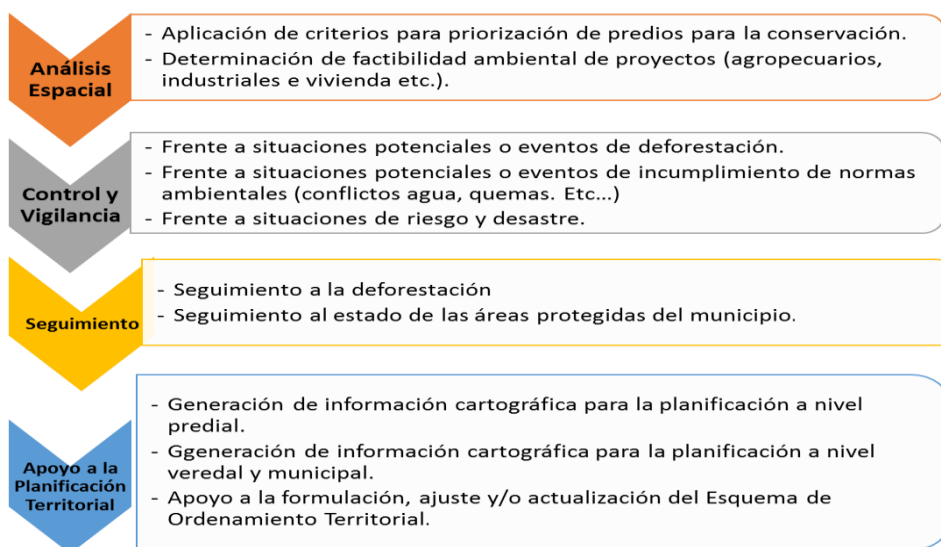 Análisis
Espacial
- Aplicación de criterios para priorización de predios para la conservación.
- Determinación de factibilidad ambiental de proyectos (agropecuarios,
industriales e vivienda etc.).
Control y
Vigilancia
- Frente a situaciones potenciales o eventos de deforestación.
- Frente a situaciones potenciales o eventos de incumplimiento de normas
ambientales (conflictos agua, quemas. Etc...)
- Frente a situaciones de riesgo y desastre.
Seguimiento
- Seguimiento a la deforestación
- Seguimiento al estado de las áreas protegidas del municipio.
Apoyo a la
Planificación
Territorial
- Generación de información cartográfica para la planificación a nivel
predial.
- Ggeneración de información cartográfica para la planificación a nivel
veredal y municipal.
- Apoyo a la formulación, ajuste y/o actualización del Esquema de
Ordenamiento Territorial.